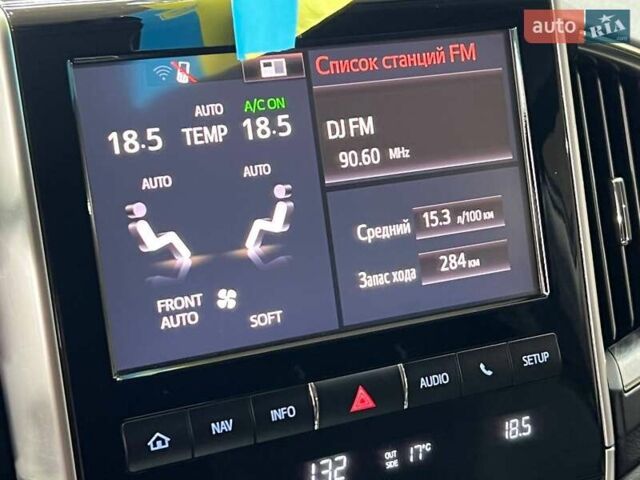 auto RIA
Список станций FM
AUTO A/C ON
18.5 TEMP 18.5
AUTO AUTO
DJ FM
90.60 MHz
Средний 15.3 л/100 км
Запас хода 284 км
FRONT AUTO
SOFT
NAV INFO AUDIO SETUP
132 OUT SIDE 17°C 18.5